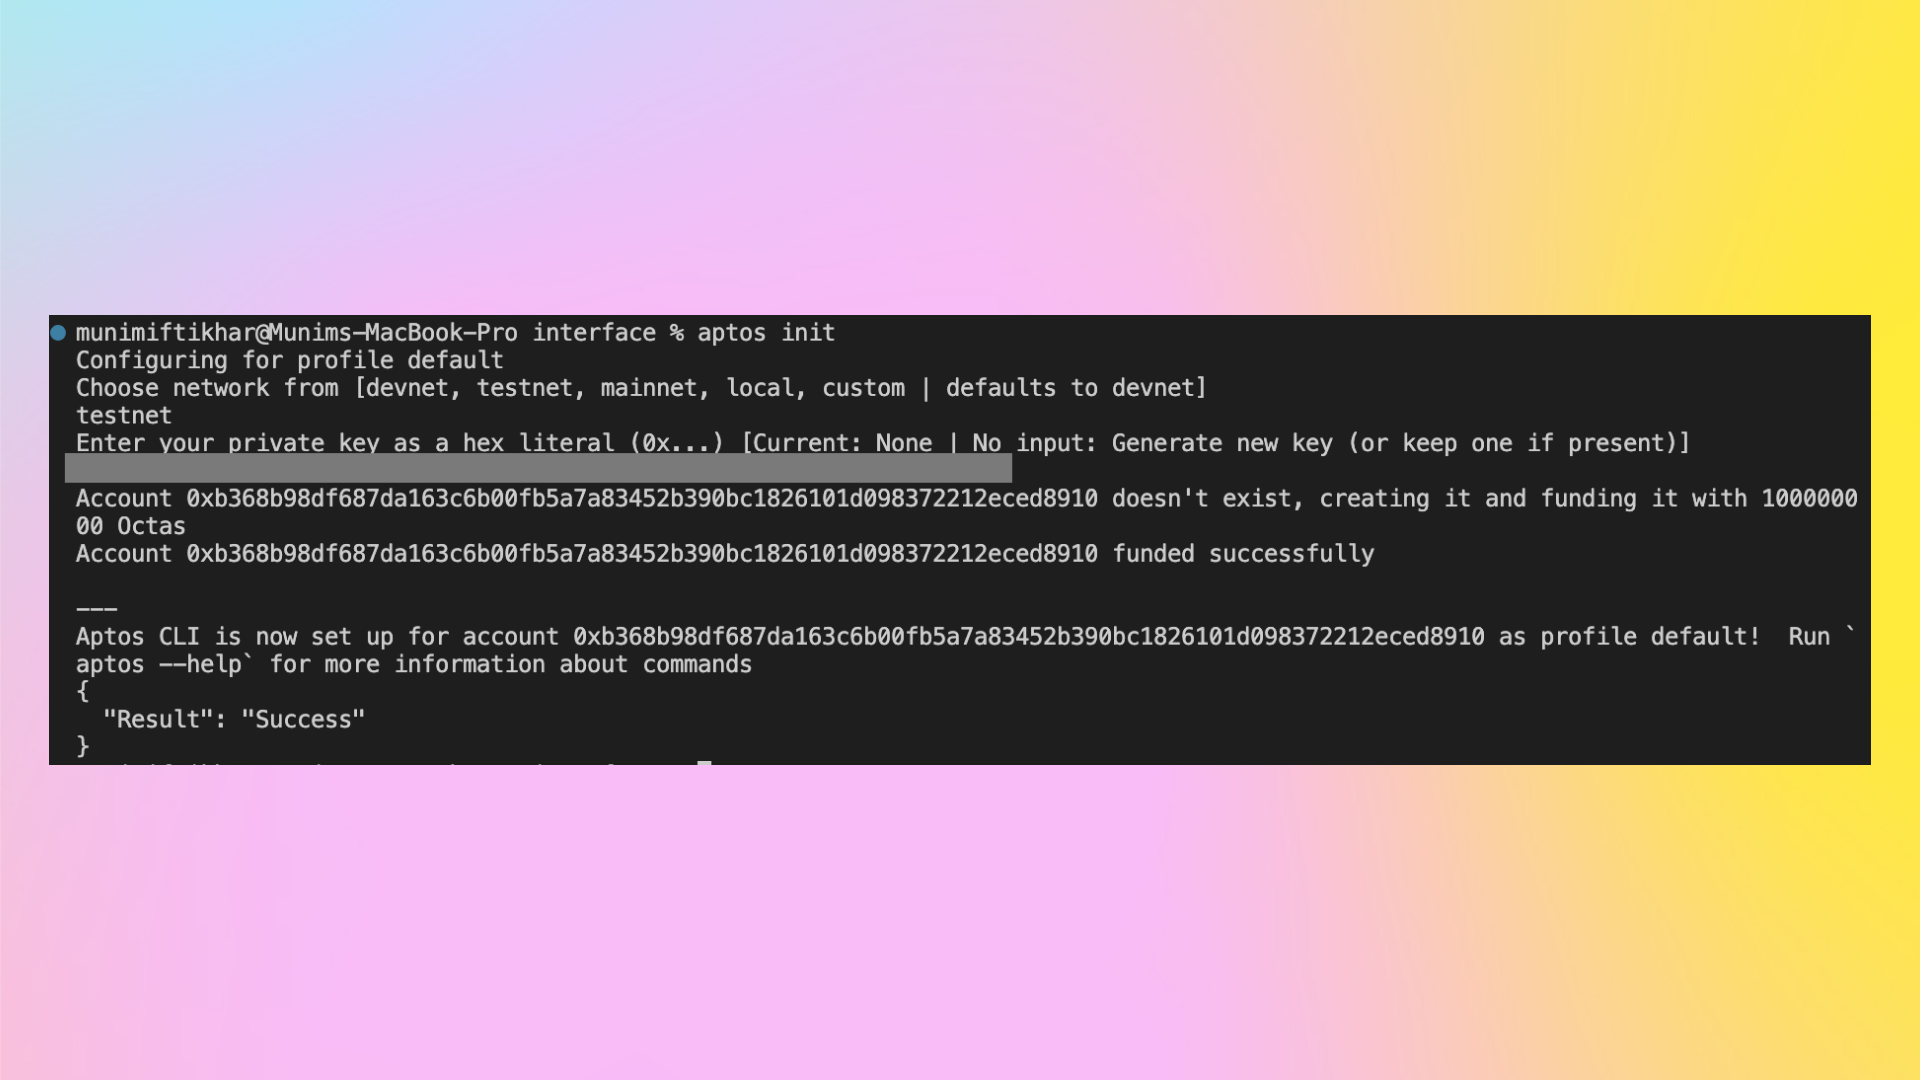 munimiftikhar@Munims-MacBook-Pro interface % aptos init
Configuring for profile default
Choose network from [devnet, testnet, mainnet, local, custom | defaults to devnet]
testnet
Enter your private key as a hex literal (0x...) [Current: None | No input: Generate new key (or keep one if present)]
Account 0xb368b98df687da163c6b00fb5a7a83452b390bc1826101d098372212eced8910 doesn't exist, creating it and funding it with 1000000
00 Octas
Account 0xb368b98df687da163c6b00fb5a7a83452b390bc1826101d098372212eced8910 funded successfully
---
Aptos CLI is now set up for account 0xb368b98df687da163c6b00fb5a7a83452b390bc1826101d098372212eced8910 as profile default!  Run `
aptos --help` for more information about commands
{
  "Result": "Success"
}